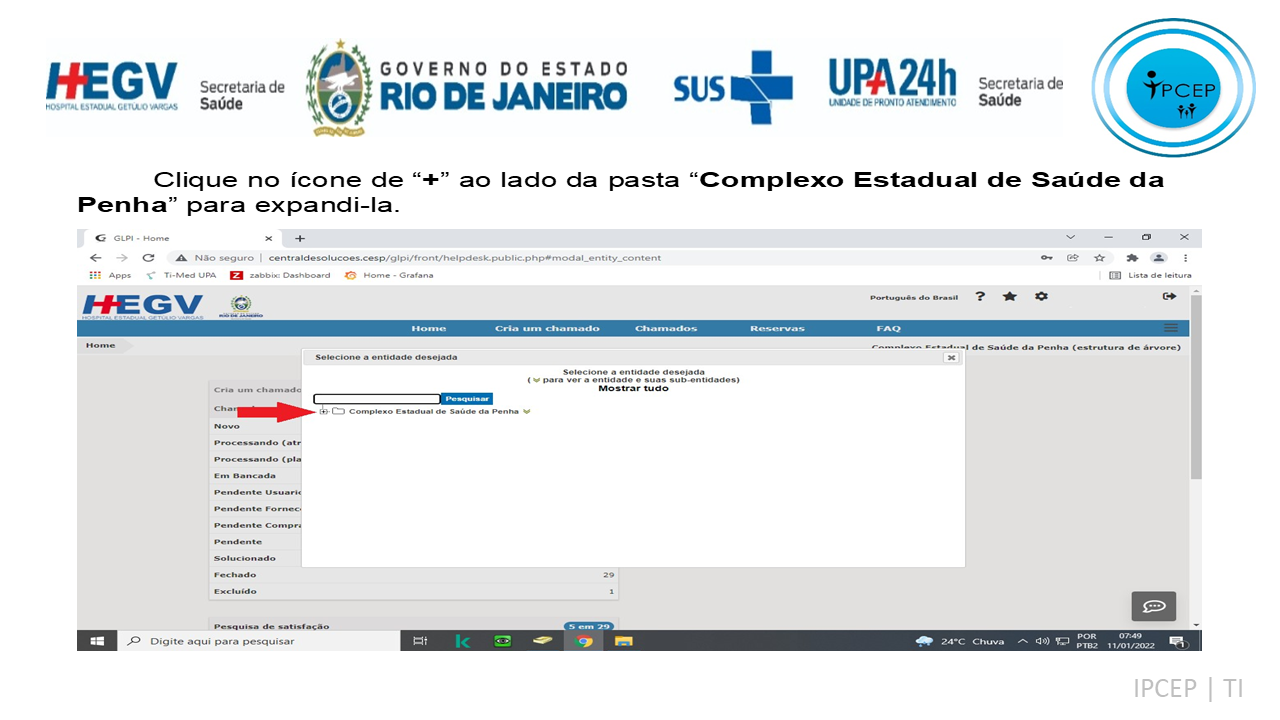 HEGV
HOSPITAL ESTADUAL GETULIO VARGAS
Secretaria de
Saúde
GOVERNO DO ESTADO
RIO DE JANEIRO
SUS
UPA 24h
UNIDADE DE PRONTO ATENDIMENTO
Secretaria de
Saúde
IPCEP
Clique no ícone de “+” ao lado da pasta “Complexo Estadual de Saúde da
Penha” para expandi-la.
GLPI - Home
Não seguro | centraldesolucoes.cesp/glpi/front/helpdesk.public.php#modal_entity_content
Apps Ti-Med UPA Z zabbix: Dashboard Home - Grafana Lista de leitura
HEGV
HOSPITAL ESTADUAL GETULIO VARGAS
RIO DE JANEIRO
Português do Brasil ?
Home Cria um chamado Chamados Reservas FAQ
Home
Complexo Estadual de Saúde da Penha (estrutura de árvore)
Selecione a entidade desejada
Selecione a entidade desejada
( para ver a entidade e suas sub-entidades)
Mostrar tudo
Pesquisar
Complexo Estadual de Saúde da Penha
Cria um chamado
Novo
Processando (atr
Processando (pla
Em Bancada
Pendente Usuario
Pendente Fornec
Pendente Compra
Pendente
Solucionado
Fechado 29
Excluído 1
Pesquisa de satisfação 5 em 29
Digite aqui para pesquisar
24°C Chuva
POR
PTB2
07:49
11/01/2022
1
IPCEP | TI